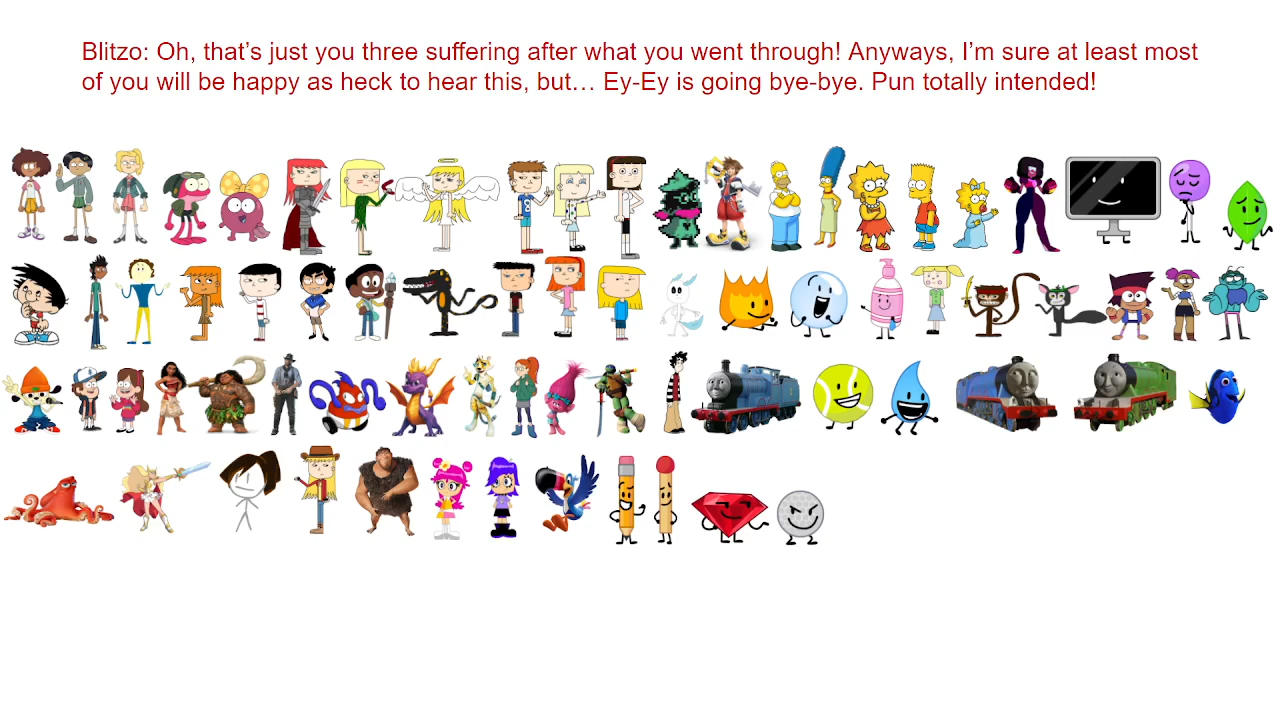 Blitzo: Oh, that’s just you three suffering after what you went through! Anyways, I’m sure at least most
of you will be happy as heck to hear this, but… Ey-Ey is going bye-bye. Pun totally intended!